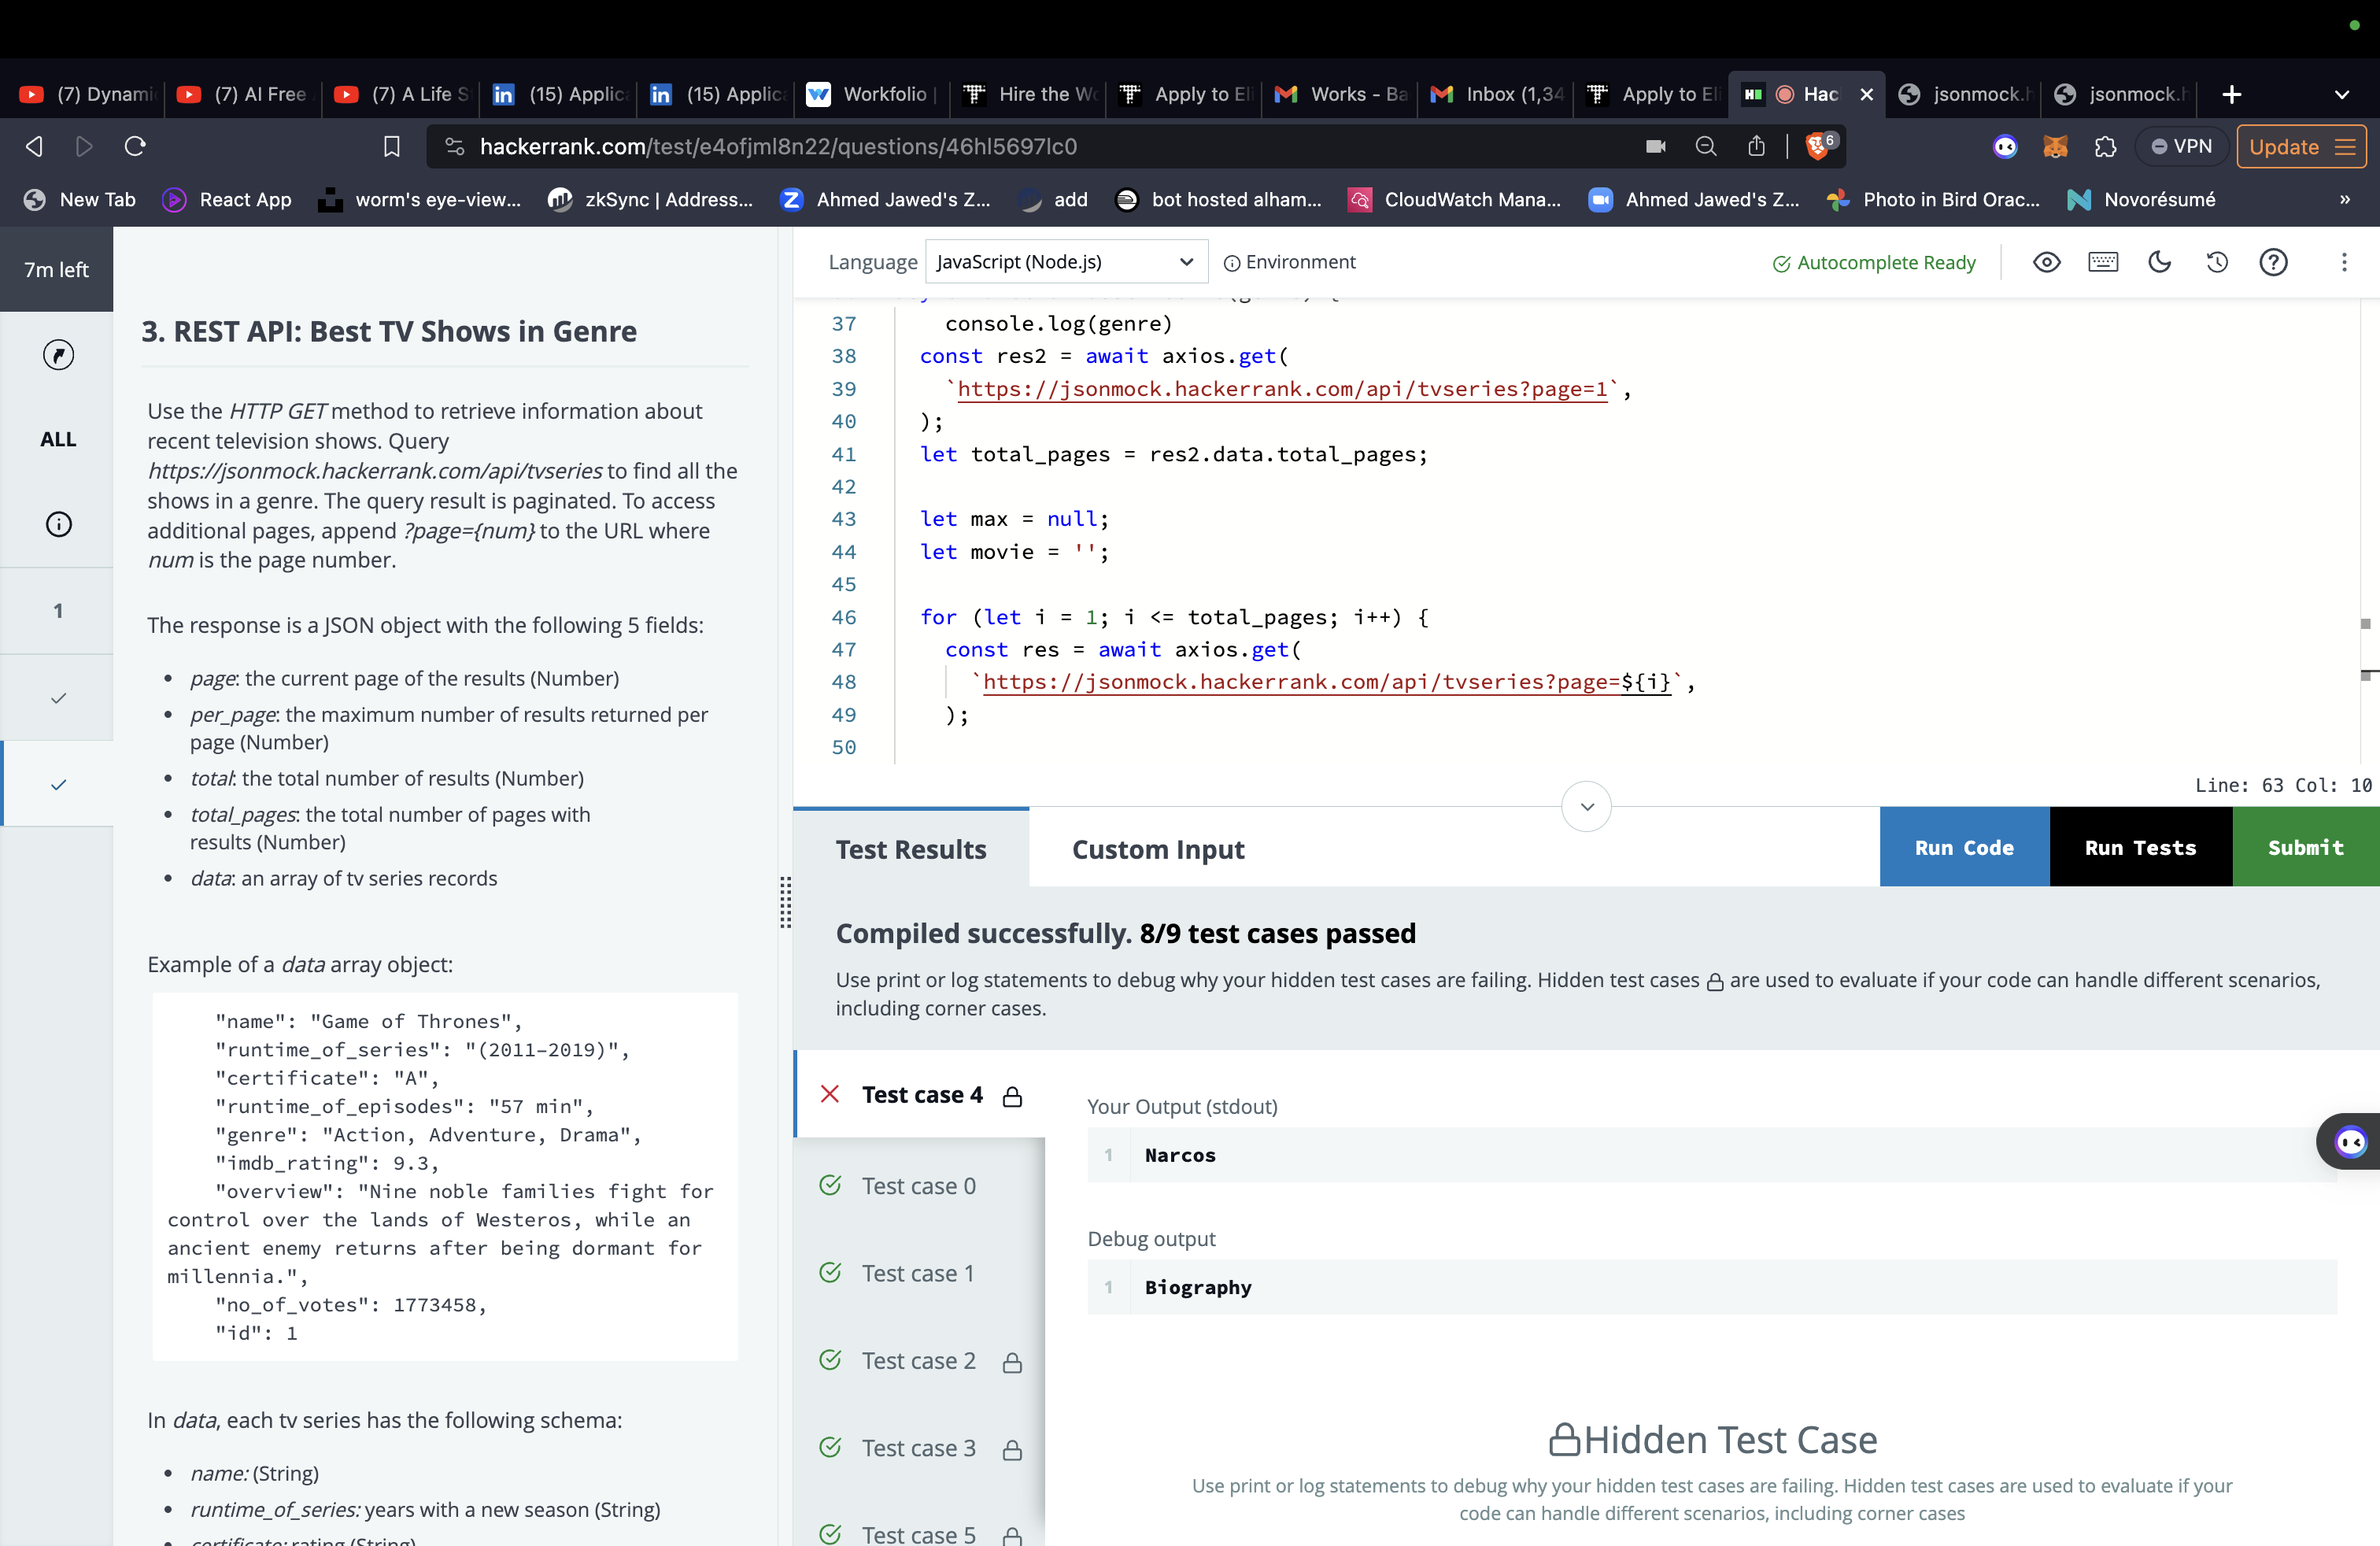 (7) Dynami
(7) AI Free
(7) A Life S
(15) Applica
(15) Applica
Workfolio |
Hire the Wo
Apply to Eli
Works - Ba
Inbox (1,34
Apply to Eli
Hac
jsonmock.h
jsonmock.h
hackerrank.com/test/e4ofjml8n22/questions/46hl5697lc0
6
VPN
Update
New Tab
React App
worm's eye-view...
zkSync | Address...
Ahmed Jawed's Z...
add
bot hosted alham...
CloudWatch Mana...
Ahmed Jawed's Z...
Photo in Bird Orac...
Novorésumé
»
7m left
ALL
1
3. REST API: Best TV Shows in Genre
Use the HTTP GET method to retrieve information about
recent television shows. Query
https://jsonmock.hackerrank.com/api/tvseries to find all the
shows in a genre. The query result is paginated. To access
additional pages, append ?page={num} to the URL where
num is the page number.
The response is a JSON object with the following 5 fields:
• page: the current page of the results (Number)
• per_page: the maximum number of results returned per
page (Number)
• total: the total number of results (Number)
• total_pages: the total number of pages with
results (Number)
• data: an array of tv series records
Example of a data array object:
"name": "Game of Thrones",
"runtime_of_series": "(2011–2019)",
"certificate": "A",
"runtime_of_episodes": "57 min",
"genre": "Action, Adventure, Drama",
"imdb_rating": 9.3,
"overview": "Nine noble families fight for
control over the lands of Westeros, while an
ancient enemy returns after being dormant for
millennia.",
"no_of_votes": 1773458,
"id": 1
In data, each tv series has the following schema:
• name: (String)
• runtime_of_series: years with a new season (String)
• certificate: rating (String)
Language
JavaScript (Node.js)
Environment
Autocomplete Ready
37 console.log(genre)
38 const res2 = await axios.get(
39 `https://jsonmock.hackerrank.com/api/tvseries?page=1`,
40 );
41 let total_pages = res2.data.total_pages;
42
43 let max = null;
44 let movie = '';
45
46 for (let i = 1; i <= total_pages; i++) {
47 const res = await axios.get(
48 `https://jsonmock.hackerrank.com/api/tvseries?page=${i}`,
49 );
50
Line: 63 Col: 10
Test Results
Custom Input
Run Code
Run Tests
Submit
Compiled successfully. 8/9 test cases passed
Use print or log statements to debug why your hidden test cases are failing. Hidden test cases are used to evaluate if your code can handle different scenarios,
including corner cases.
Test case 4
Test case 0
Test case 1
Test case 2
Test case 3
Test case 5
Your Output (stdout)
1 Narcos
Debug output
1 Biography
Hidden Test Case
Use print or log statements to debug why your hidden test cases are failing. Hidden test cases are used to evaluate if your
code can handle different scenarios, including corner cases